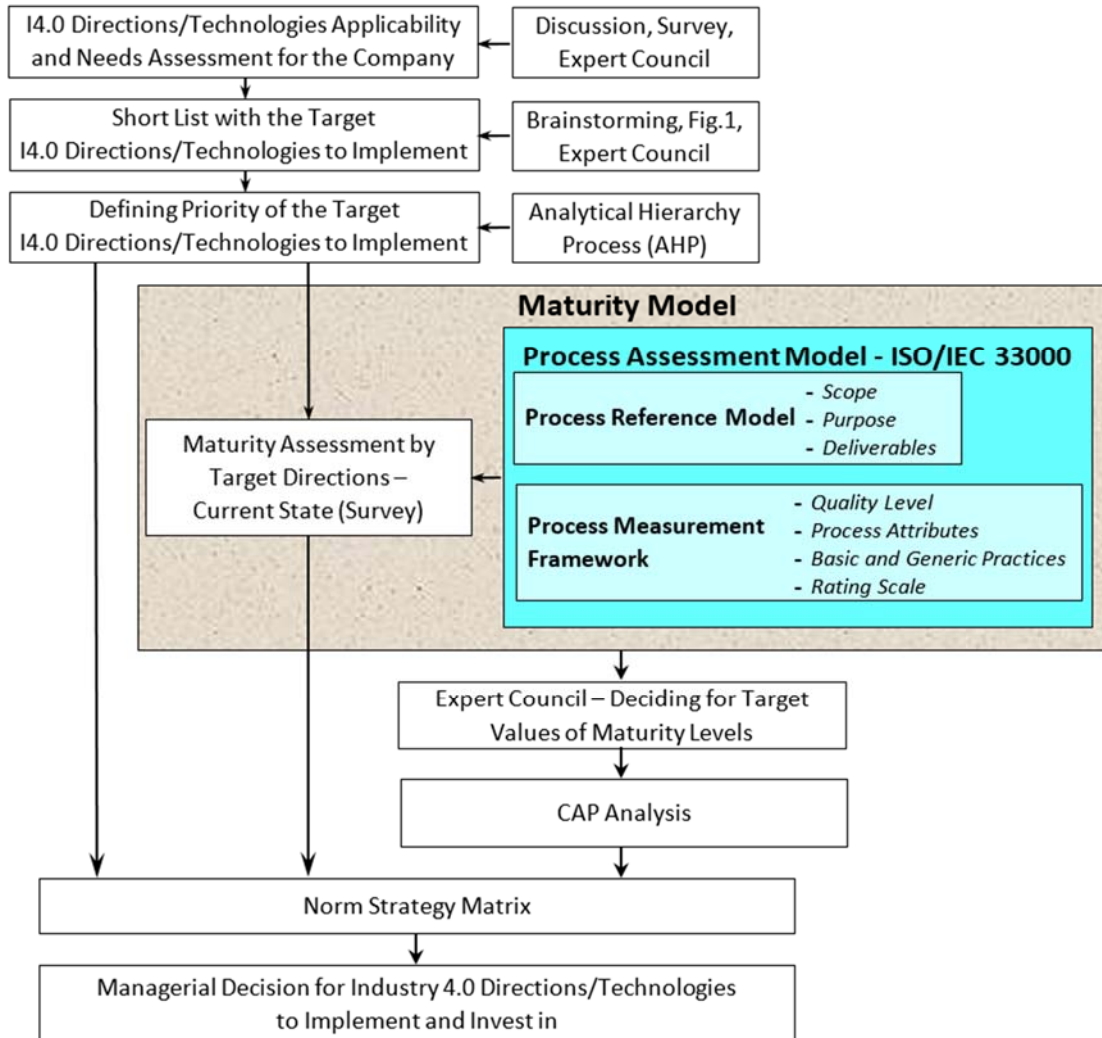 I4.0 Directions/Technologies Applicability
and Needs Assessment for the Company
Discussion, Survey,
Expert Council
Short List with the Target
I4.0 Directions/Technologies to Implement
Brainstorming, Fig.1,
Expert Council
Defining Priority of the Target
I4.0 Directions/Technologies to Implement
Analytical Hierarchy
Process (AHP)
Maturity Model
Process Assessment Model - ISO/IEC 33000
Process Reference Model
- Scope
- Purpose
- Deliverables
Maturity Assessment by
Target Directions –
Current State (Survey)
Process Measurement
Framework
- Quality Level
- Process Attributes
- Basic and Generic Practices
- Rating Scale
Expert Council – Deciding for Target
Values of Maturity Levels
CAP Analysis
Norm Strategy Matrix
Managerial Decision for Industry 4.0 Directions/Technologies
to Implement and Invest in